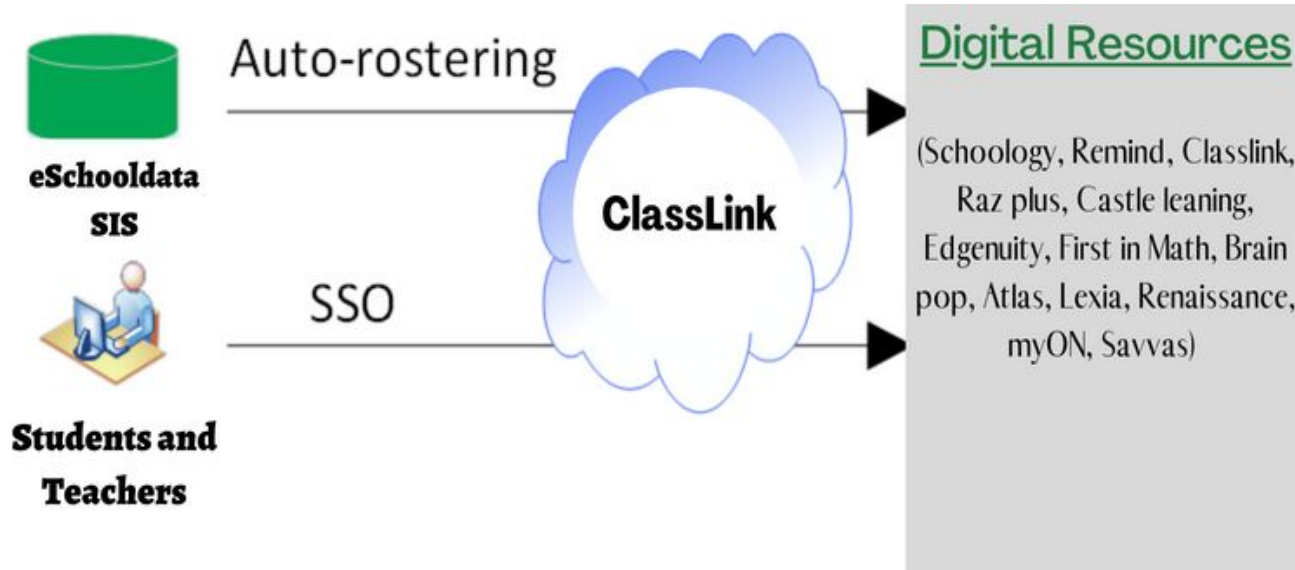 Auto-rostering
eSchooldata
SIS
SSO
Students and
Teachers
ClassLink
Digital Resources
(Schoology, Remind, Classlink,
Raz plus, Castle leaning,
Edgenuity, First in Math, Brain
pop, Atlas, Lexia, Renaissance,
myON, Savvas)